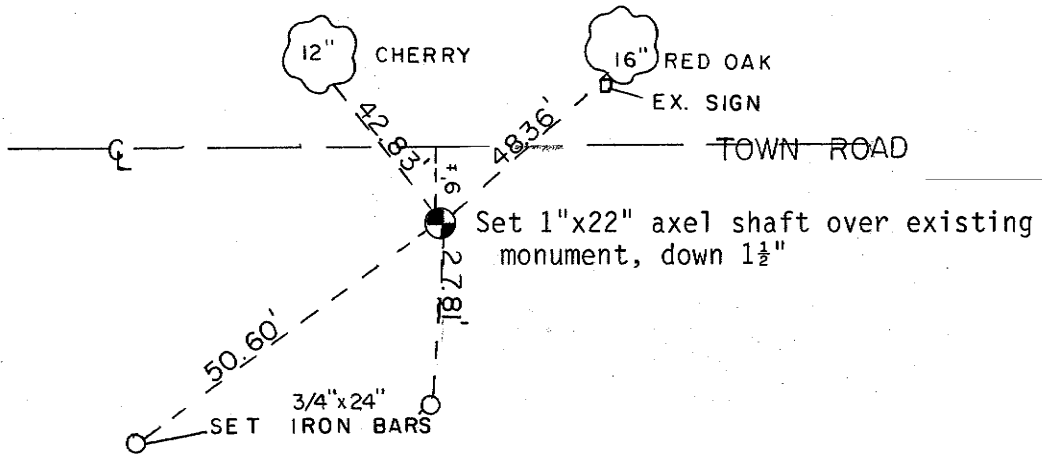 12" CHERRY
16" RED OAK
EX. SIGN
42.83'
48.36'
℄
TOWN ROAD
Set 1"x22" axel shaft over existing
monument, down 1½"
27.81'
50.60'
3/4"x24"
SET IRON BARS